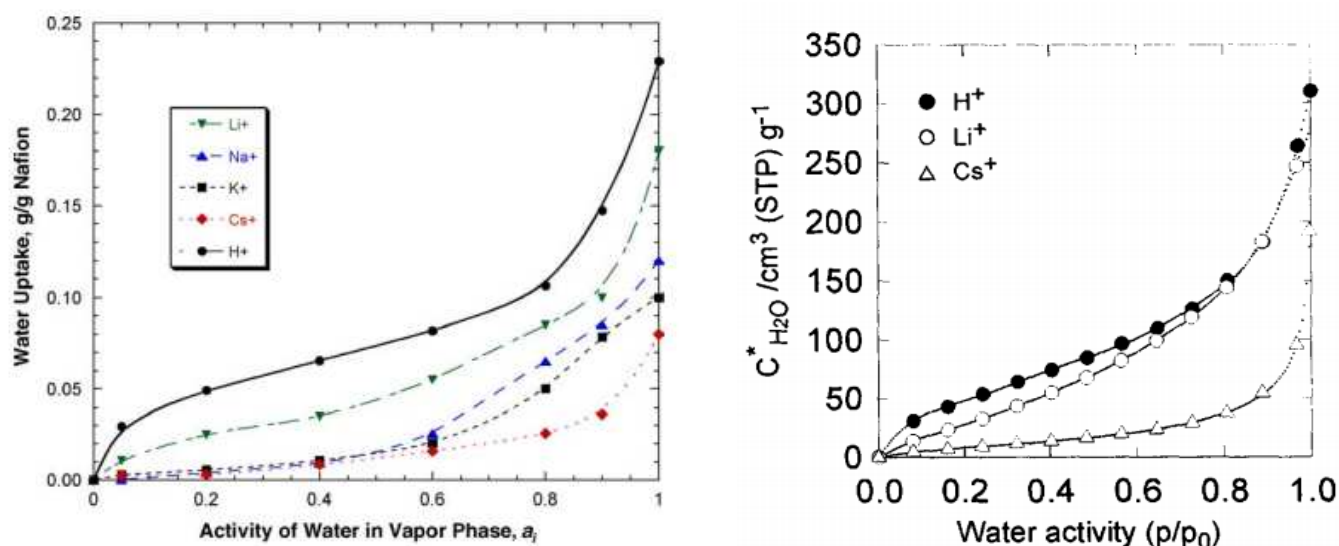 0.25
0.20
0.15
0.10
0.05
0.00
Water Uptake, g/g Nafion
Li+
Na+
K+
Cs+
H+
0 0.2 0.4 0.6 0.8 1
Activity of Water in Vapor Phase, aᵢ
350
300
250
200
150
100
50
0
C*H2O/cm³ (STP) g⁻¹
H⁺
Li⁺
Cs⁺
0.0 0.2 0.4 0.6 0.8 1.0
Water activity (p/p₀)